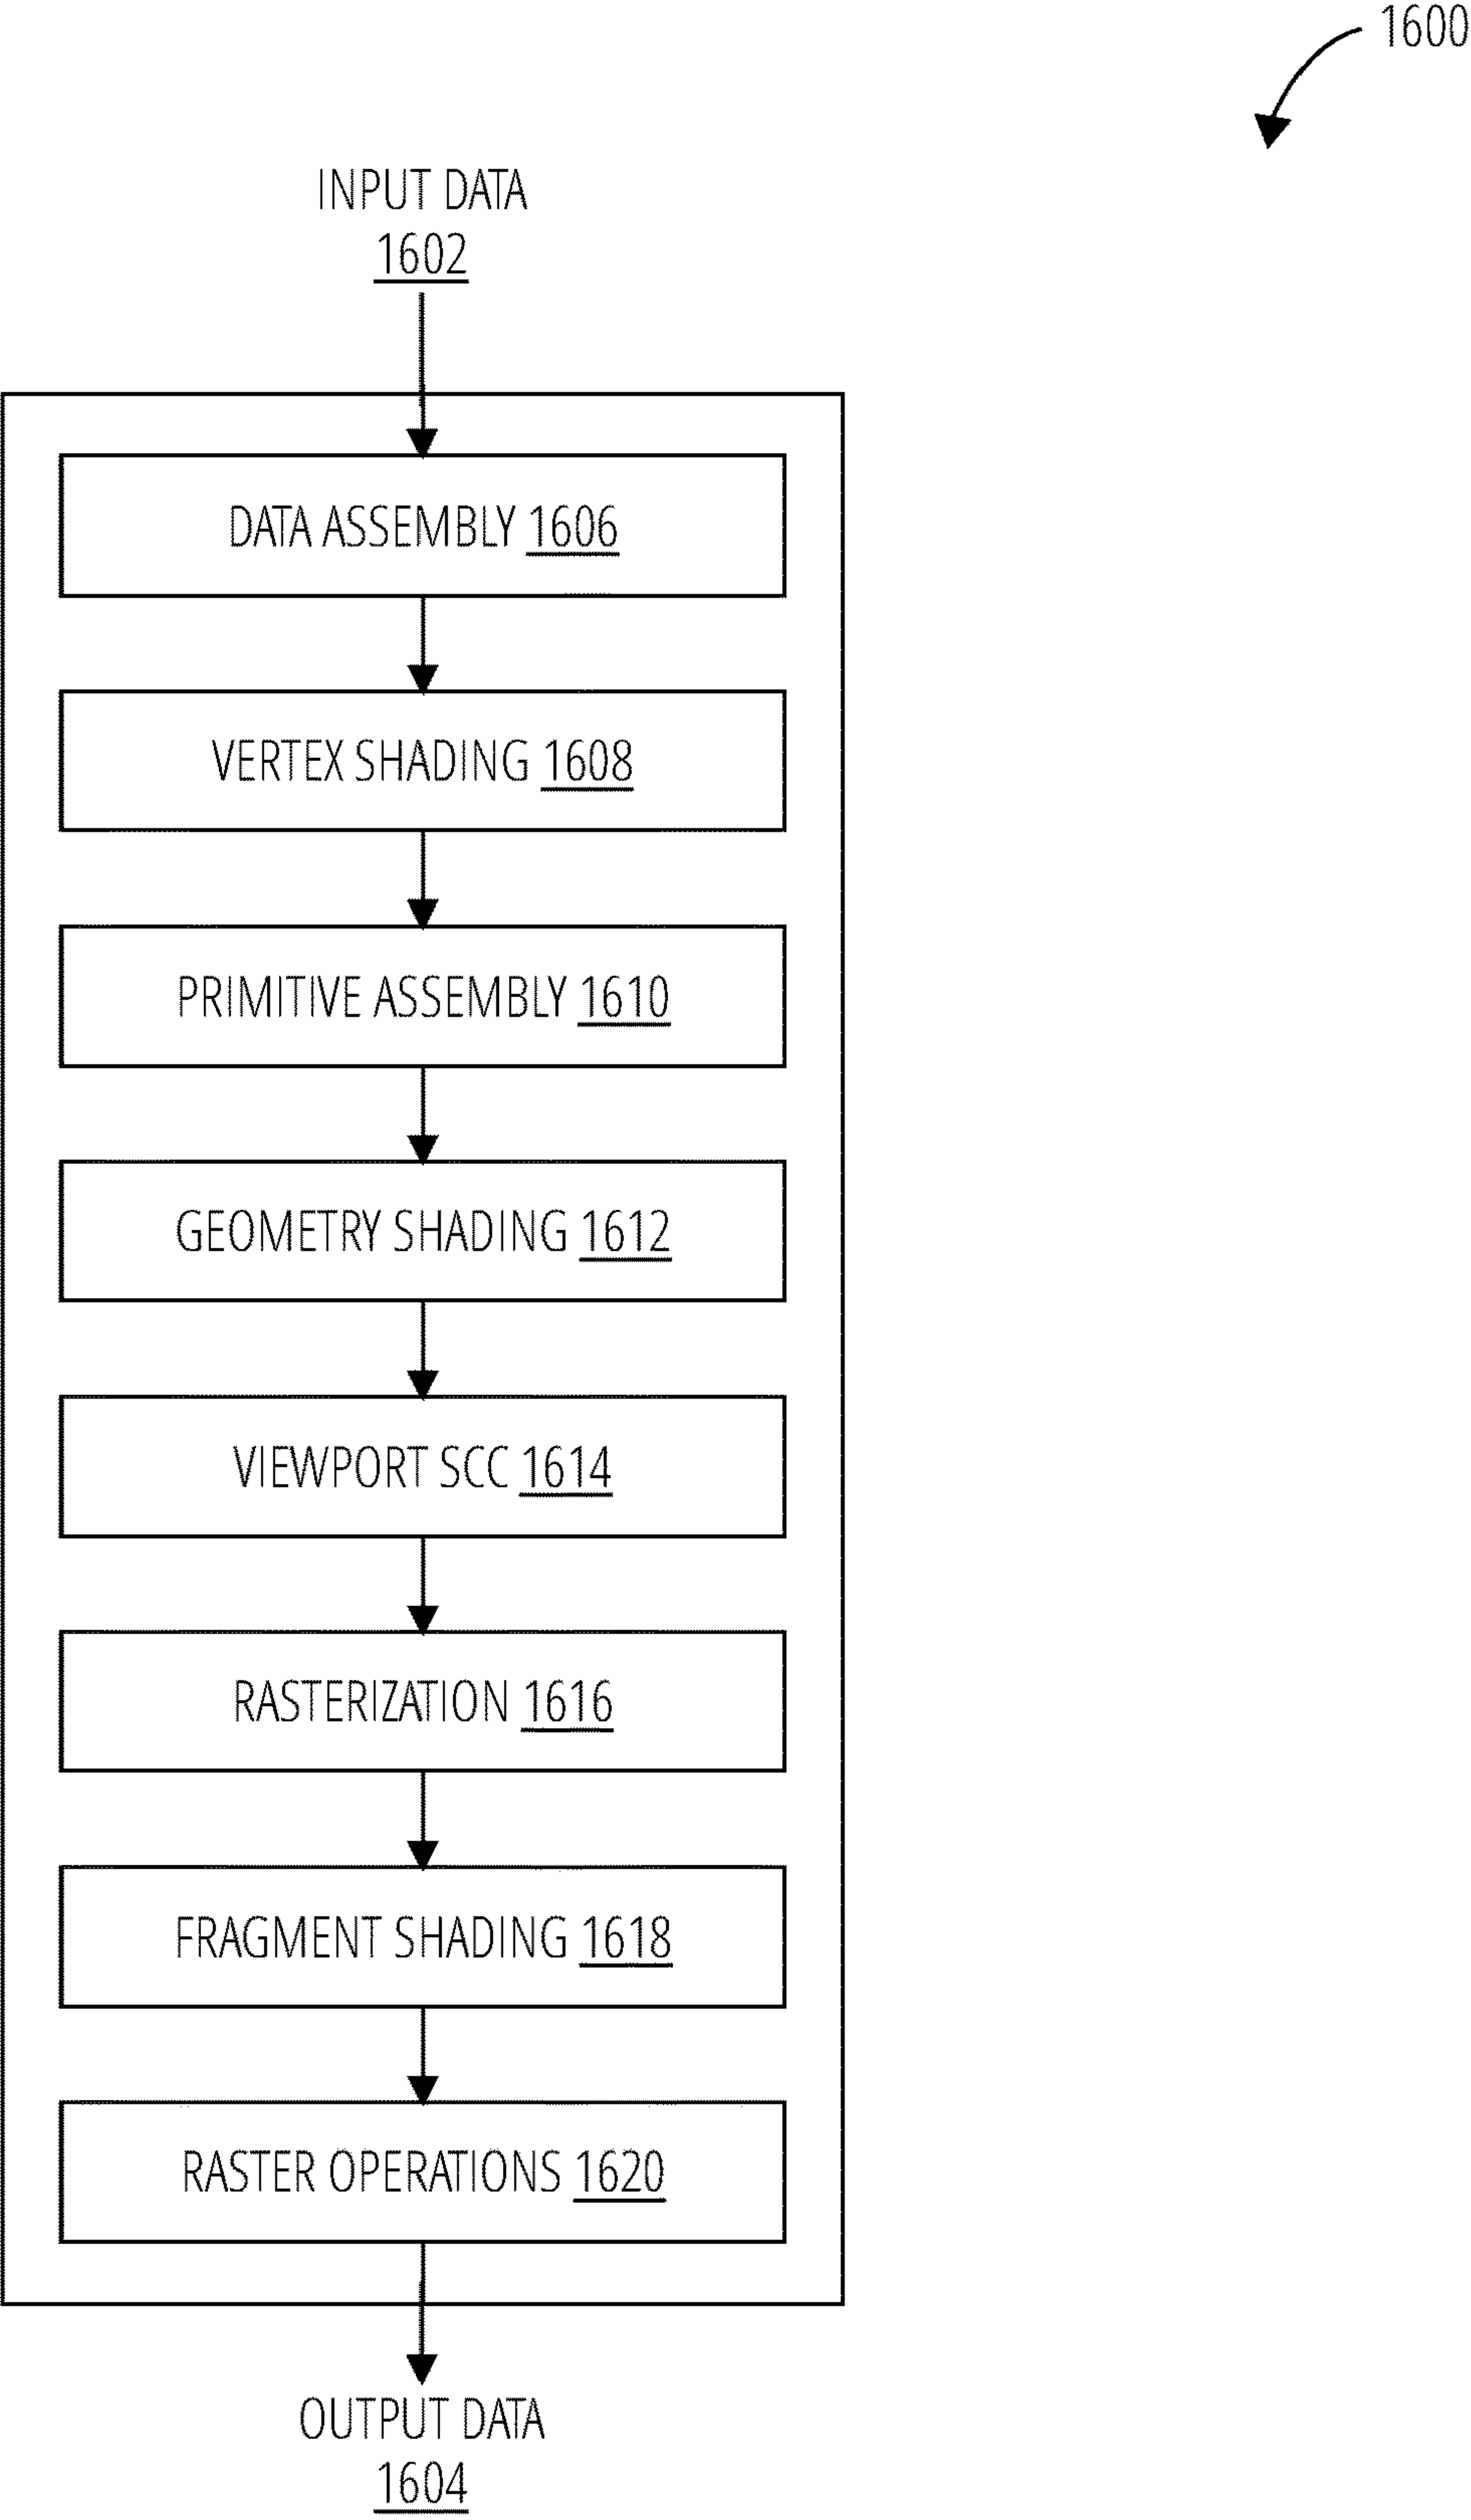 1600
INPUT DATA
1602
DATA ASSEMBLY 1606
VERTEX SHADING 1608
PRIMITIVE ASSEMBLY 1610
GEOMETRY SHADING 1612
VIEWPORT SCC 1614
RASTERIZATION 1616
FRAGMENT SHADING 1618
RASTER OPERATIONS 1620
OUTPUT DATA
1604